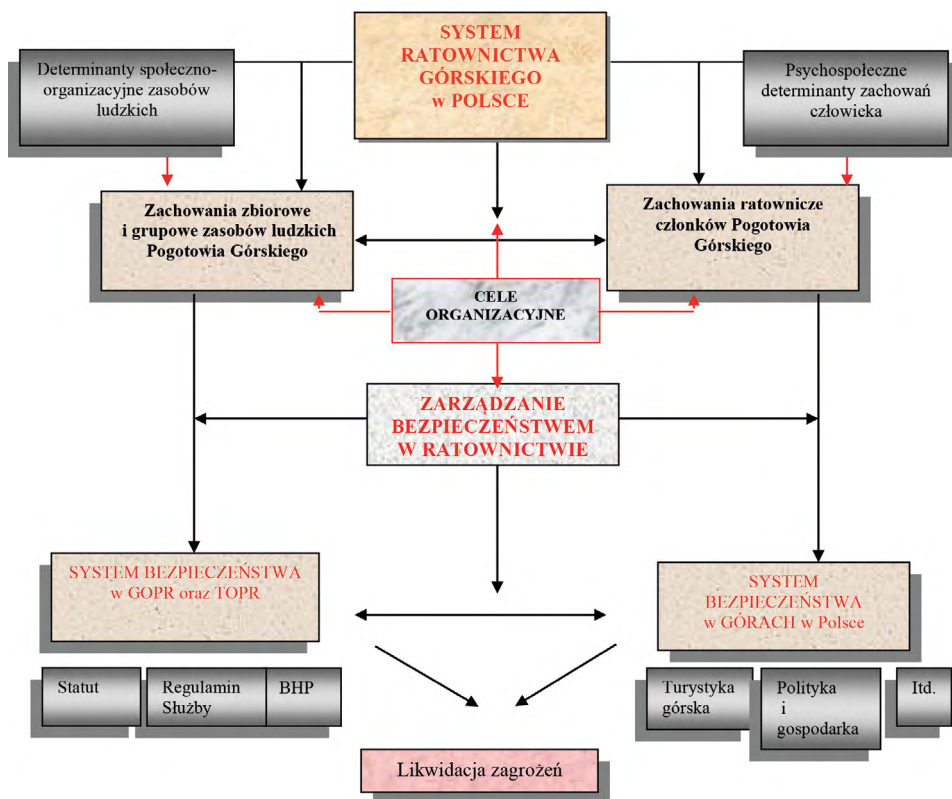 SYSTEM
RATOWNICTWA
GÓRSKIEGO
w POLSCE
Determinanty społeczno-
organizacyjne zasobów
ludzkich
Psychospołeczne
determinanty zachowań
człowieka
Zachowania zbiorowe
i grupowe zasobów ludzkich
Pogotowia Górskiego
Zachowania ratownicze
członków Pogotowia
Górskiego
CELE
ORGANIZACYJNE
ZARZĄDZANIE
BEZPIECZEŃSTWEM
W RATOWNICTWIE
SYSTEM BEZPIECZEŃSTWA
w GOPR oraz TOPR
SYSTEM
BEZPIECZEŃSTWA
w GÓRACH w Polsce
Statut
Regulamin
Służby
BHP
Turystyka
górska
Polityka
i
gospodarka
Itd.
Likwidacja zagrożeń